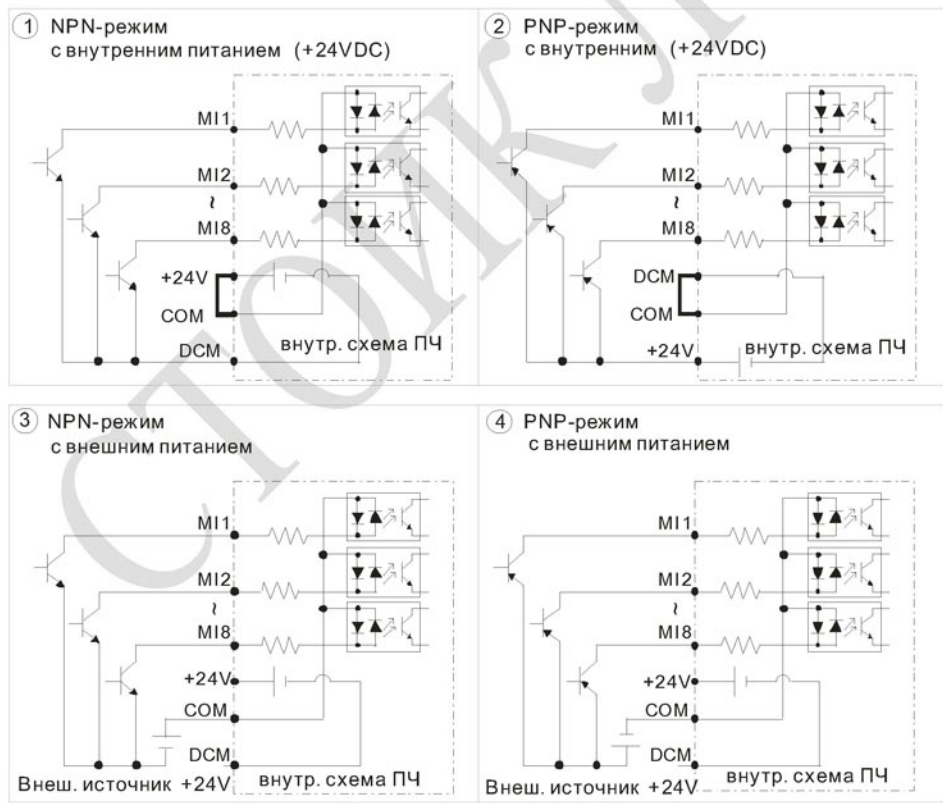 1 NPN-режим
с внутренним питанием (+24VDC)
MI1
MI2
~
MI8
+24V
COM
DCM
внутр. схема ПЧ
2 PNP-режим
с внутренним (+24VDC)
MI1
MI2
~
MI8
DCM
COM
+24V
внутр. схема ПЧ
3 NPN-режим
с внешним питанием
MI1
MI2
~
MI8
+24V
COM
DCM
Внеш. источник +24V
внутр. схема ПЧ
4 PNP-режим
с внешним питанием
MI1
MI2
~
MI8
+24V
COM
DCM
Внеш. источник +24V
внутр. схема ПЧ
СТОИК Л